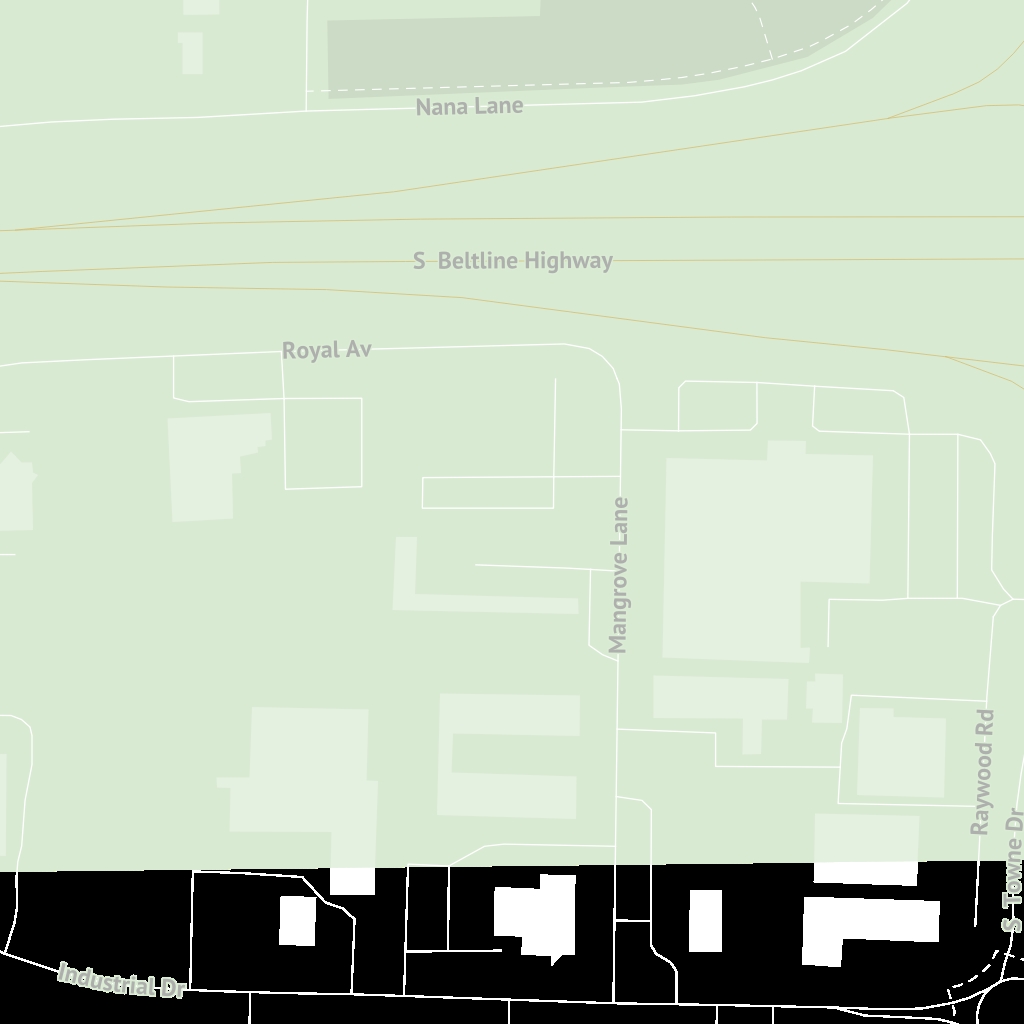 Nana Lane
S Beltline Highway
Royal Av
Mangrove Lane
Raywood Rd
S Towne Dr
Industrial Dr